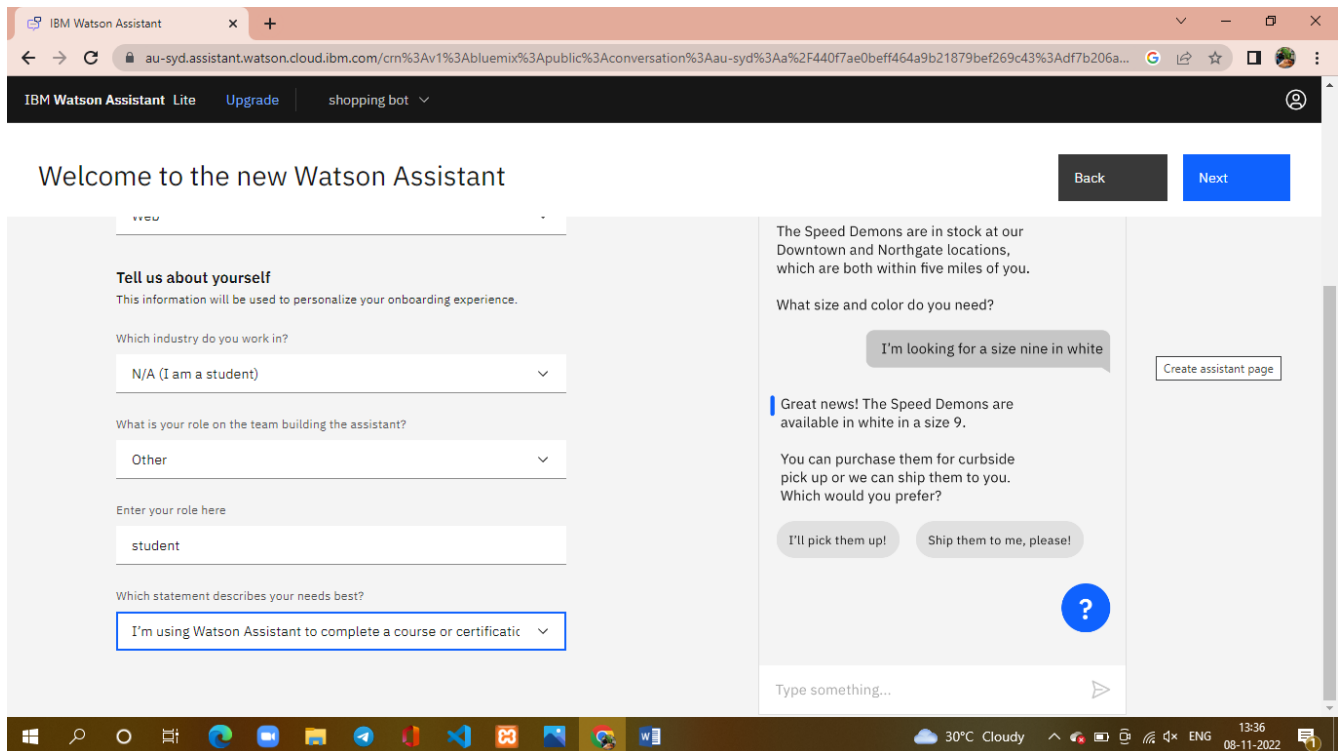 IBM Watson Assistant
au-syd.assistant.watson.cloud.ibm.com/crn%3Av1%3Abluemix%3Apublic%3Aconversation%3Aau-syd%3Aa%2F440f7ae0beff464a9b21879bef269c43%3Adf7b206a...
IBM Watson Assistant Lite Upgrade shopping bot
Welcome to the new Watson Assistant
Back
Next
Web
Tell us about yourself
This information will be used to personalize your onboarding experience.
Which industry do you work in?
N/A (I am a student)
What is your role on the team building the assistant?
Other
Enter your role here
student
Which statement describes your needs best?
I'm using Watson Assistant to complete a course or certificatic
The Speed Demons are in stock at our
Downtown and Northgate locations,
which are both within five miles of you.
What size and color do you need?
I'm looking for a size nine in white
Great news! The Speed Demons are
available in white in a size 9.
You can purchase them for curbside
pick up or we can ship them to you.
Which would you prefer?
I'll pick them up!
Ship them to me, please!
?
Type something...
Create assistant page
30°C Cloudy
ENG
13:36
08-11-2022
1